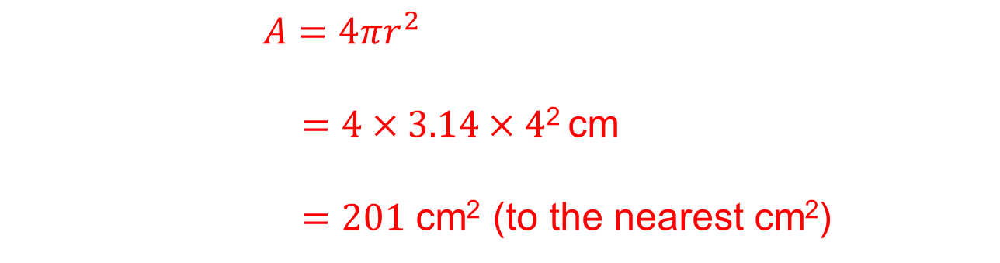 A = 4πr²
= 4 × 3.14 × 4² cm
= 201 cm² (to the nearest cm²)